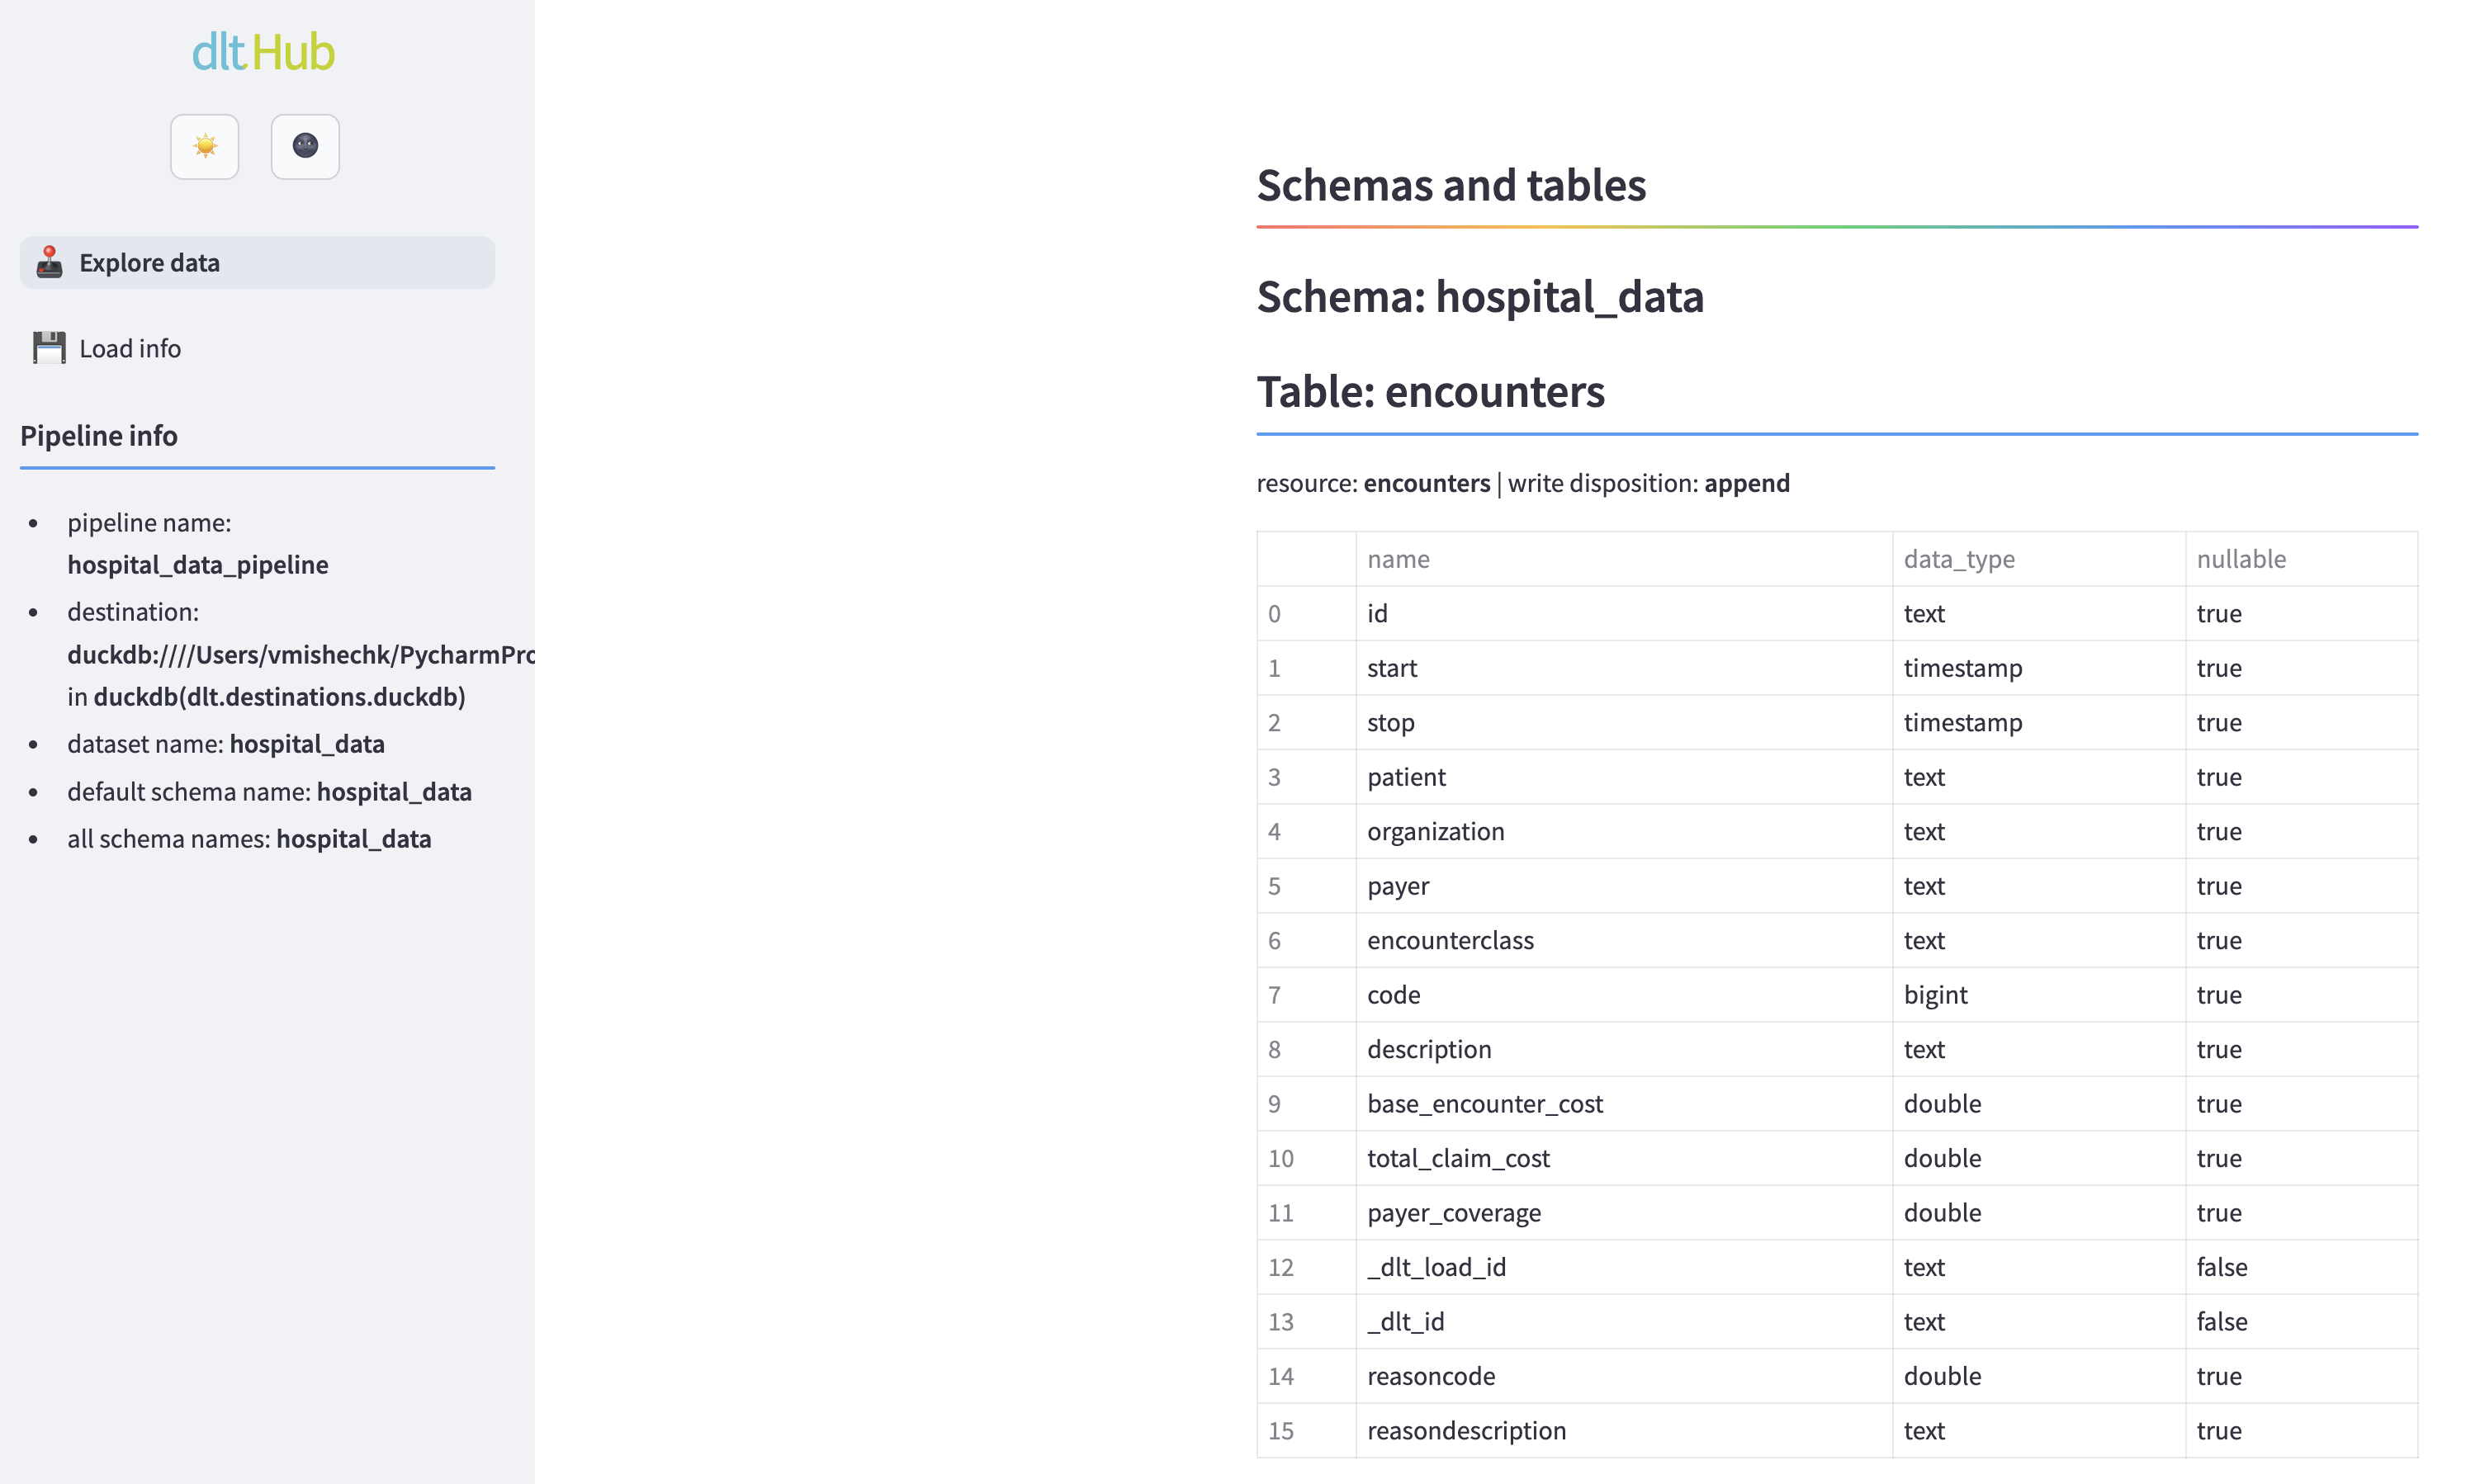 dltHub
Explore data
Load info
Pipeline info
pipeline name:
hospital_data_pipeline
destination:
duckdb:////Users/vmishechk/PycharmPro
in duckdb(dlt.destinations.duckdb)
dataset name: hospital_data
default schema name: hospital_data
all schema names: hospital_data
Schemas and tables
Schema: hospital_data
Table: encounters
resource: encounters | write disposition: append
name data_type nullable
0 id text true
1 start timestamp true
2 stop timestamp true
3 patient text true
4 organization text true
5 payer text true
6 encounterclass text true
7 code bigint true
8 description text true
9 base_encounter_cost double true
10 total_claim_cost double true
11 payer_coverage double true
12 _dlt_load_id text false
13 _dlt_id text false
14 reasoncode double true
15 reasondescription text true